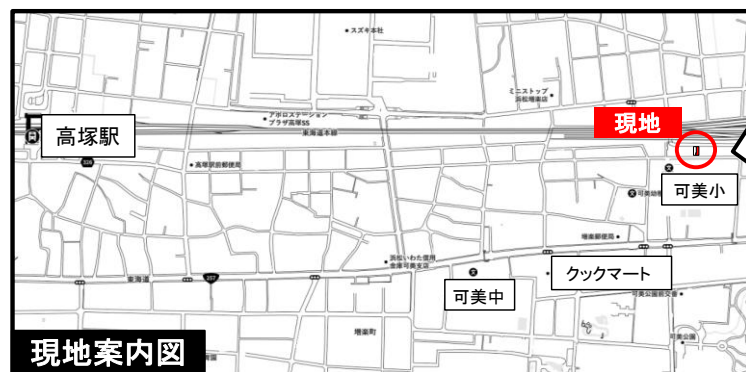 スズキ本社
ミニストップ
浜松増楽店
アポロステーション
プラザ高塚SS
東海道本線
現地
高塚駅
316
高塚駅前郵便局
可美小
可美幼稚
増楽郵便局
浜松いわた信用
金庫可美支店
東海道
257
クックマート
可美中
可美公園前交番
増楽町
可美公園
現地案内図